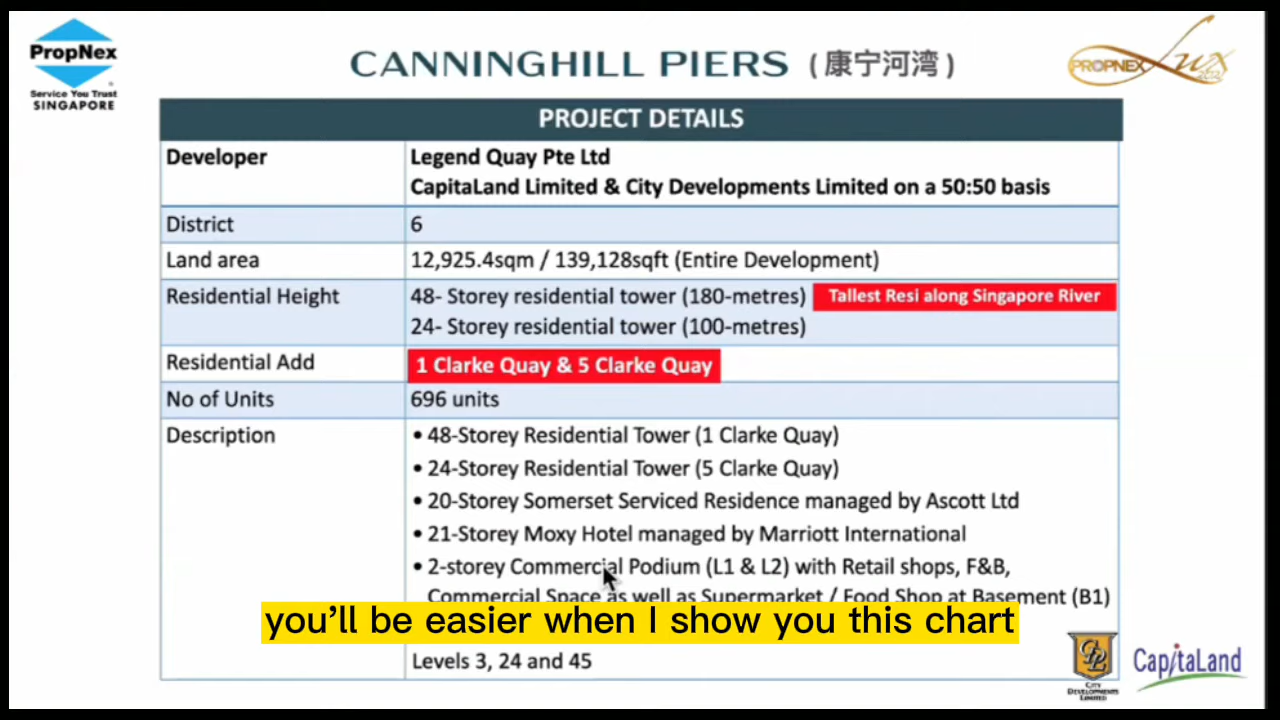 PropNex
Service You Trust
SINGAPORE
CANNINGHILL PIERS (康宁河湾)
PROPNEX Lux
PROJECT DETAILS
Developer
Legend Quay Pte Ltd
CapitaLand Limited & City Developments Limited on a 50:50 basis
District
6
Land area
12,925.4sqm / 139,128sqft (Entire Development)
Residential Height
48- Storey residential tower (180-metres)
Tallest Resi along Singapore River
24- Storey residential tower (100-metres)
Residential Add
1 Clarke Quay & 5 Clarke Quay
No of Units
696 units
Description
• 48-Storey Residential Tower (1 Clarke Quay)
• 24-Storey Residential Tower (5 Clarke Quay)
• 20-Storey Somerset Serviced Residence managed by Ascott Ltd
• 21-Storey Moxy Hotel managed by Marriott International
• 2-storey Commercial Podium (L1 & L2) with Retail shops, F&B,
Commercial Space as well as Supermarket / Food Shop at Basement (B1)
you'll be easier when I show you this chart
Levels 3, 24 and 45
CDL
CITY
DEVELOPMENTS
LIMITED
CapitaLand